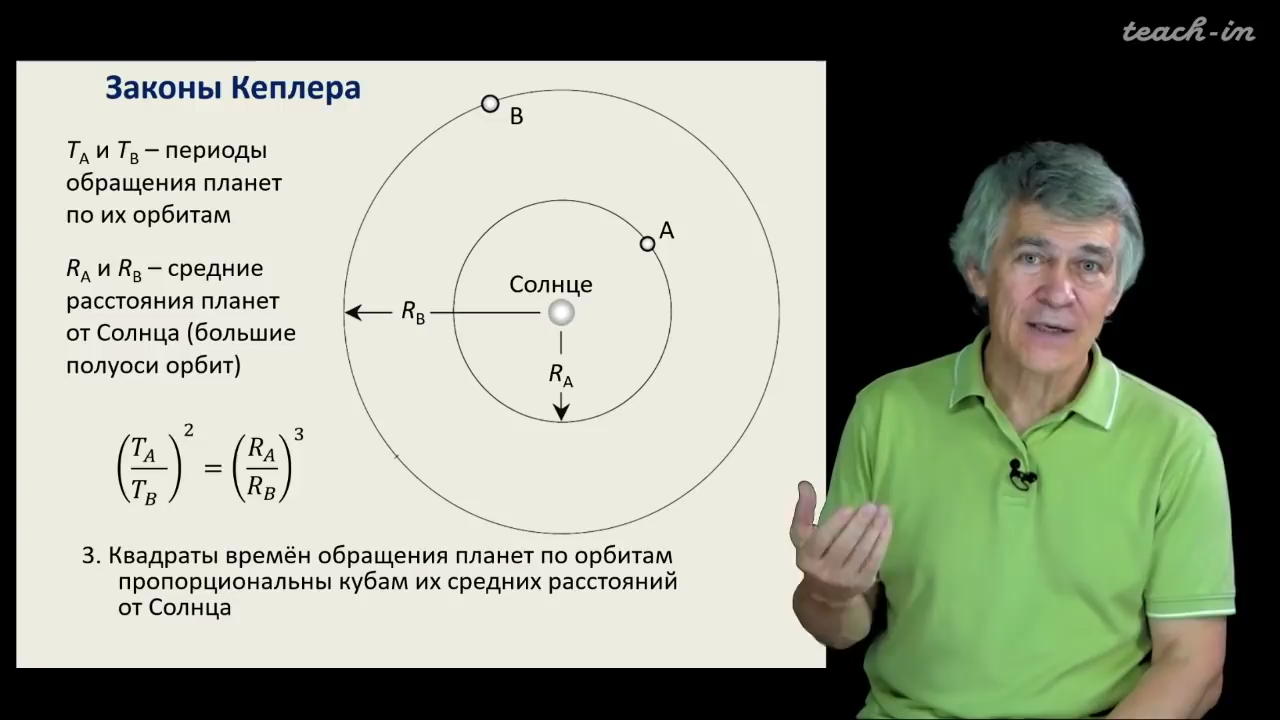 teach-in
Законы Кеплера
T_A и T_B – периоды
обращения планет
по их орбитам
R_A и R_B – средние
расстояния планет
от Солнца (большие
полуоси орбит)
(T_A/T_B)^2 = (R_A/R_B)^3
B
A
Солнце
R_B
R_A
3. Квадраты времён обращения планет по орбитам
пропорциональны кубам их средних расстояний
от Солнца